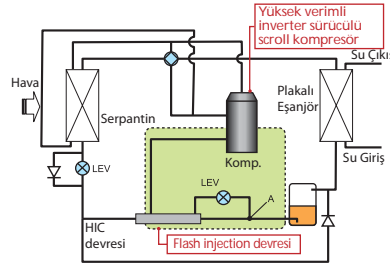 Yüksek verimli
inverter sürücülü
scroll kompresör
Su Çıkış
Hava
Plakalı
Eşanjör
Serpantin
Komp.
Su Giriş
LEV
LEV
A
HIC
devresi
Flash injection devresi